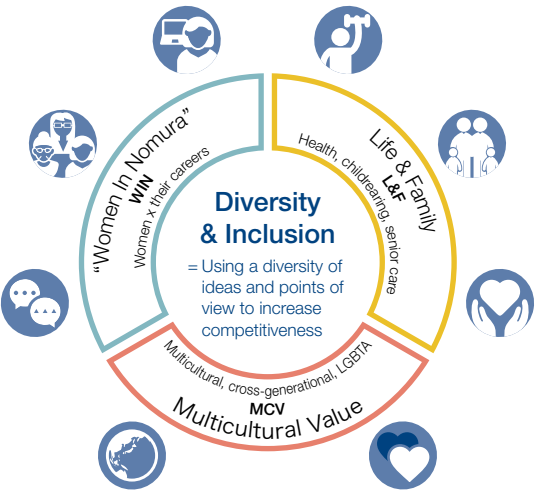 Diversity
& Inclusion
= Using a diversity of
ideas and points of
view to increase
competitiveness
“Women In Nomura”
WIN
Women x their careers
Life & Family
L&F
Health, childrearing, senior care
Multicultural, cross-generational, LGBTA
MCV
Multicultural Value